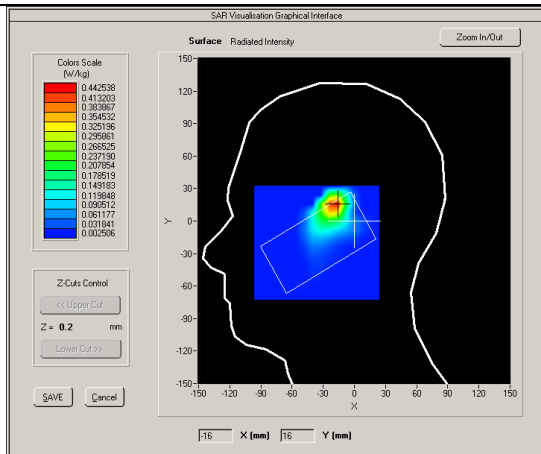 SAR Visualisation Graphical Interface
Surface Radiated Intensity
Zoom In/Out
Colors Scale
(W/kg)
0.442538
0.413203
0.383867
0.354532
0.325196
0.295861
0.266525
0.237190
0.207854
0.178519
0.149183
0.119848
0.090512
0.061177
0.031841
0.002506
Z-Cuts Control
<< Upper Cut
Z = 0.2 mm
Lower Cut >>
SAVE Cancel
150-
120-
90-
60-
30-
0-
-30-
-60-
-90-
-120-
-150-
Y
-150 -120 -90 -60 -30 0 30 60 90 120 150
X
-16 X (mm) 16 Y (mm)